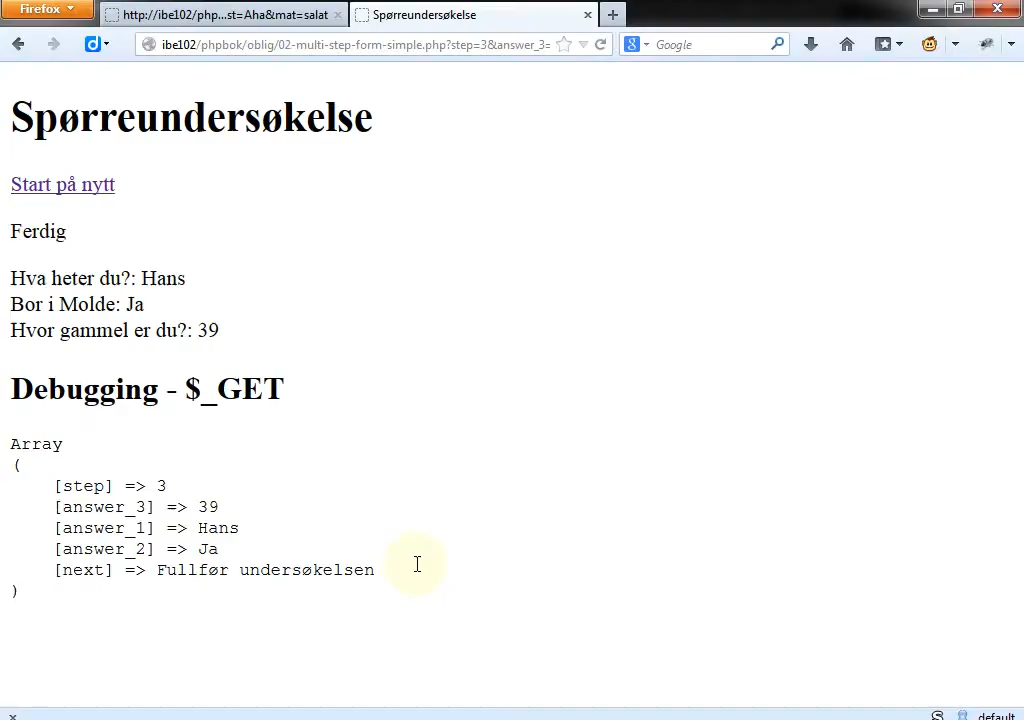 Firefox
http://ibe102/php...st=Aha&mat=salat
Spørreundersøkelse
ibe102/phpbok/oblig/02-multi-step-form-simple.php?step=3&answer_3=
Google
Spørreundersøkelse
Start på nytt
Ferdig
Hva heter du?: Hans
Bor i Molde: Ja
Hvor gammel er du?: 39
Debugging - $_GET
Array
(
[step] => 3
[answer_3] => 39
[answer_1] => Hans
[answer_2] => Ja
[next] => Fullfør undersøkelsen
)
default